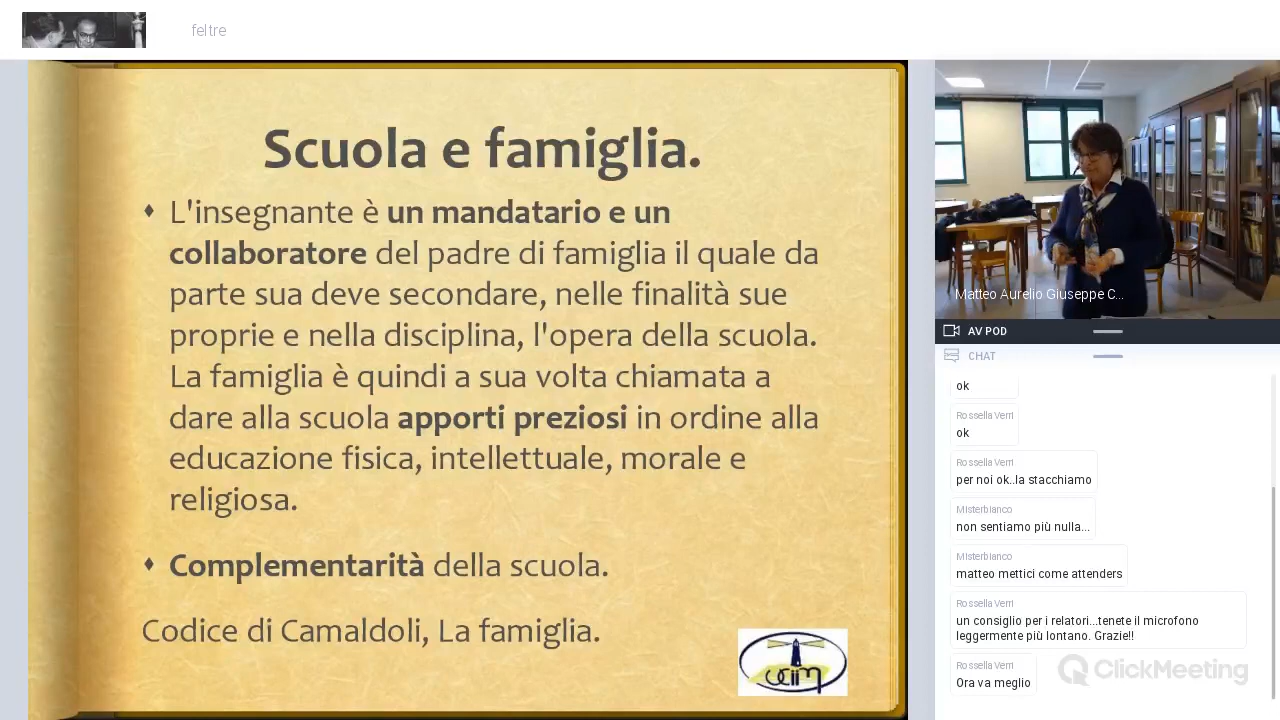 feltre
Scuola e famiglia.
L'insegnante è un mandatario e un
collaboratore del padre di famiglia il quale da
parte sua deve secondare, nelle finalità sue
proprie e nella disciplina, l'opera della scuola.
La famiglia è quindi a sua volta chiamata a
dare alla scuola apporti preziosi in ordine alla
educazione fisica, intellettuale, morale e
religiosa.
Complementarità della scuola.
Codice di Camaldoli, La famiglia.
uciim
Matteo Aurelio Giuseppe C...
AV POD
CHAT
ok
Rossella Verri
ok
Rossella Verri
per noi ok..la stacchiamo
Misterbianco
non sentiamo più nulla...
Misterbianco
matteo mettici come attenders
Rossella Verri
un consiglio per i relatori...tenete il microfono
leggermente più lontano. Grazie!!
Rossella Verri
Ora va meglio
ClickMeeting